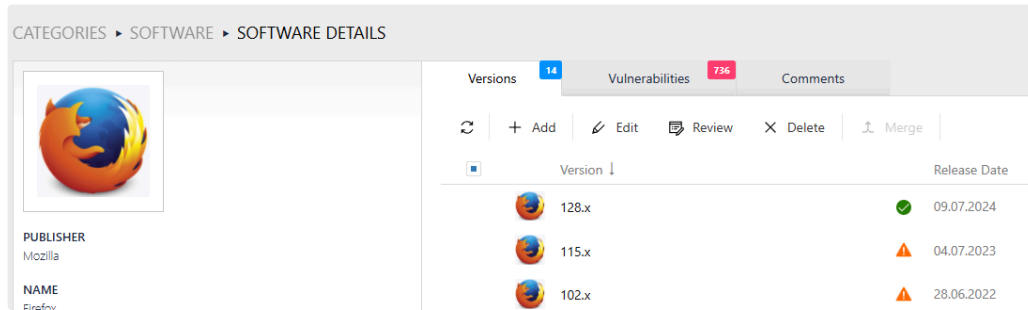 CATEGORIES ▸ SOFTWARE ▸ SOFTWARE DETAILS
Versions 14 Vulnerabilities 736 Comments
+ Add Edit Review Delete Merge
Version ↓ Release Date
128.x 09.07.2024
115.x 04.07.2023
102.x 28.06.2022
PUBLISHER
Mozilla
NAME
Firefox